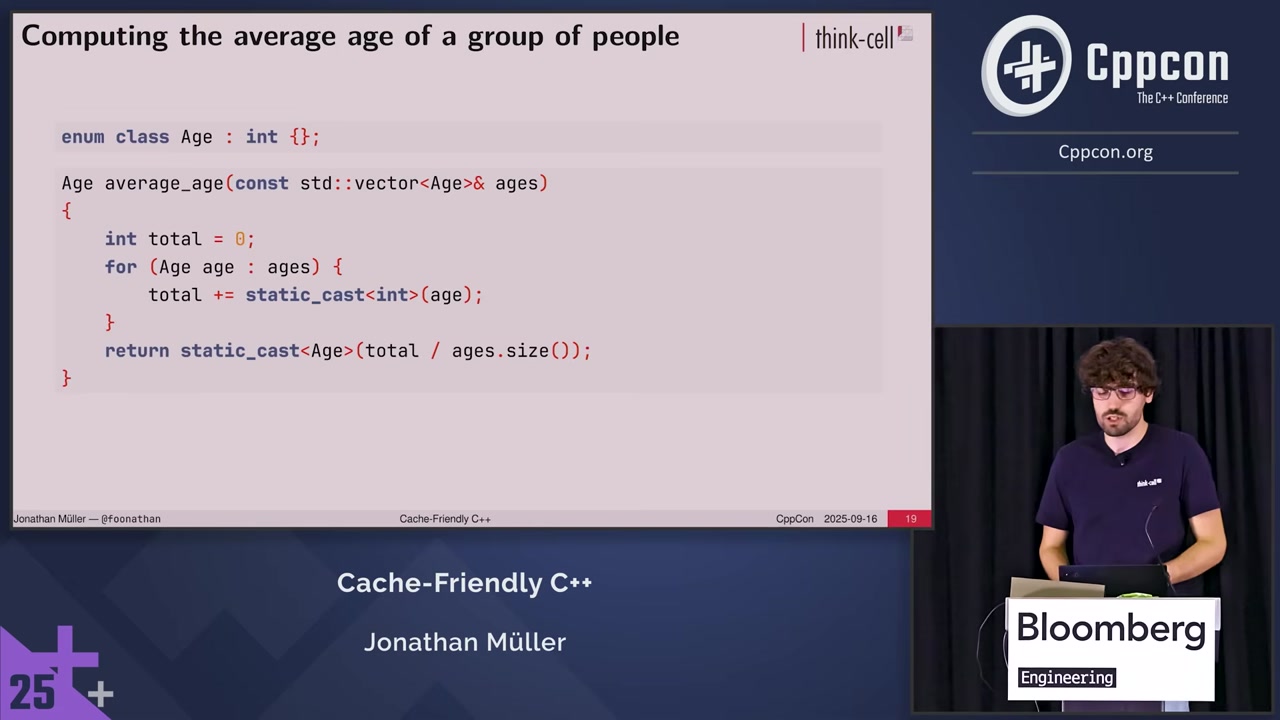 Computing the average age of a group of people
think-cell
enum class Age : int {};
Age average_age(const std::vector<Age>& ages)
{
    int total = 0;
    for (Age age : ages) {
        total += static_cast<int>(age);
    }
    return static_cast<Age>(total / ages.size());
}
Jonathan Müller — @foonathan
Cache-Friendly C++
CppCon 2025-09-16
19
Cppcon
The C++ Conference
Cppcon.org
think-cell
Bloomberg
Engineering
Cache-Friendly C++
Jonathan Müller
25